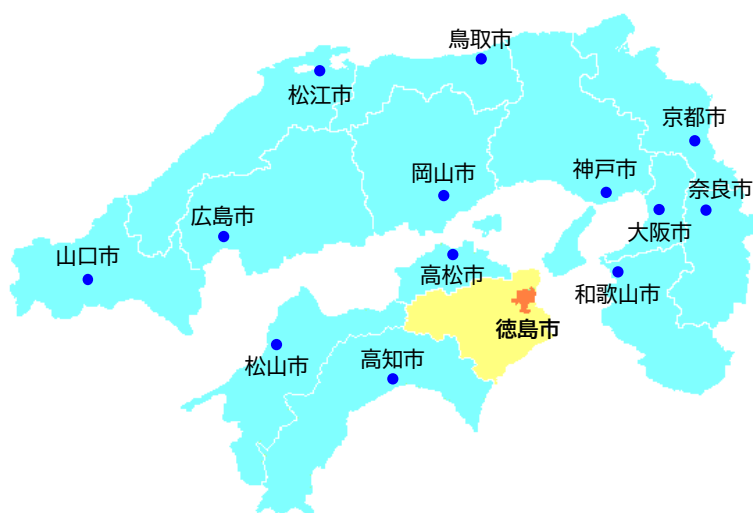 鳥取市
松江市
京都市
岡山市
神戸市
奈良市
広島市
大阪市
山口市
高松市
和歌山市
徳島市
松山市
高知市